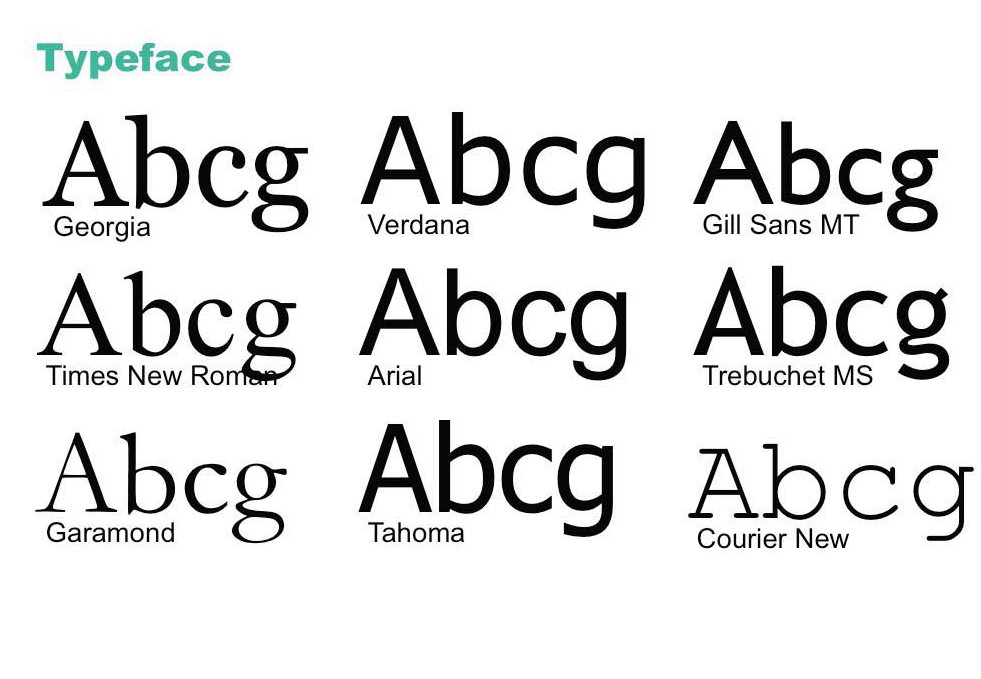 Typeface
Abcg Abcg Abcg
Georgia Verdana Gill Sans MT
Abcg Abcg Abcg
Times New Roman Arial Trebuchet MS
Abcg Abcg Abcg
Garamond Tahoma Courier New